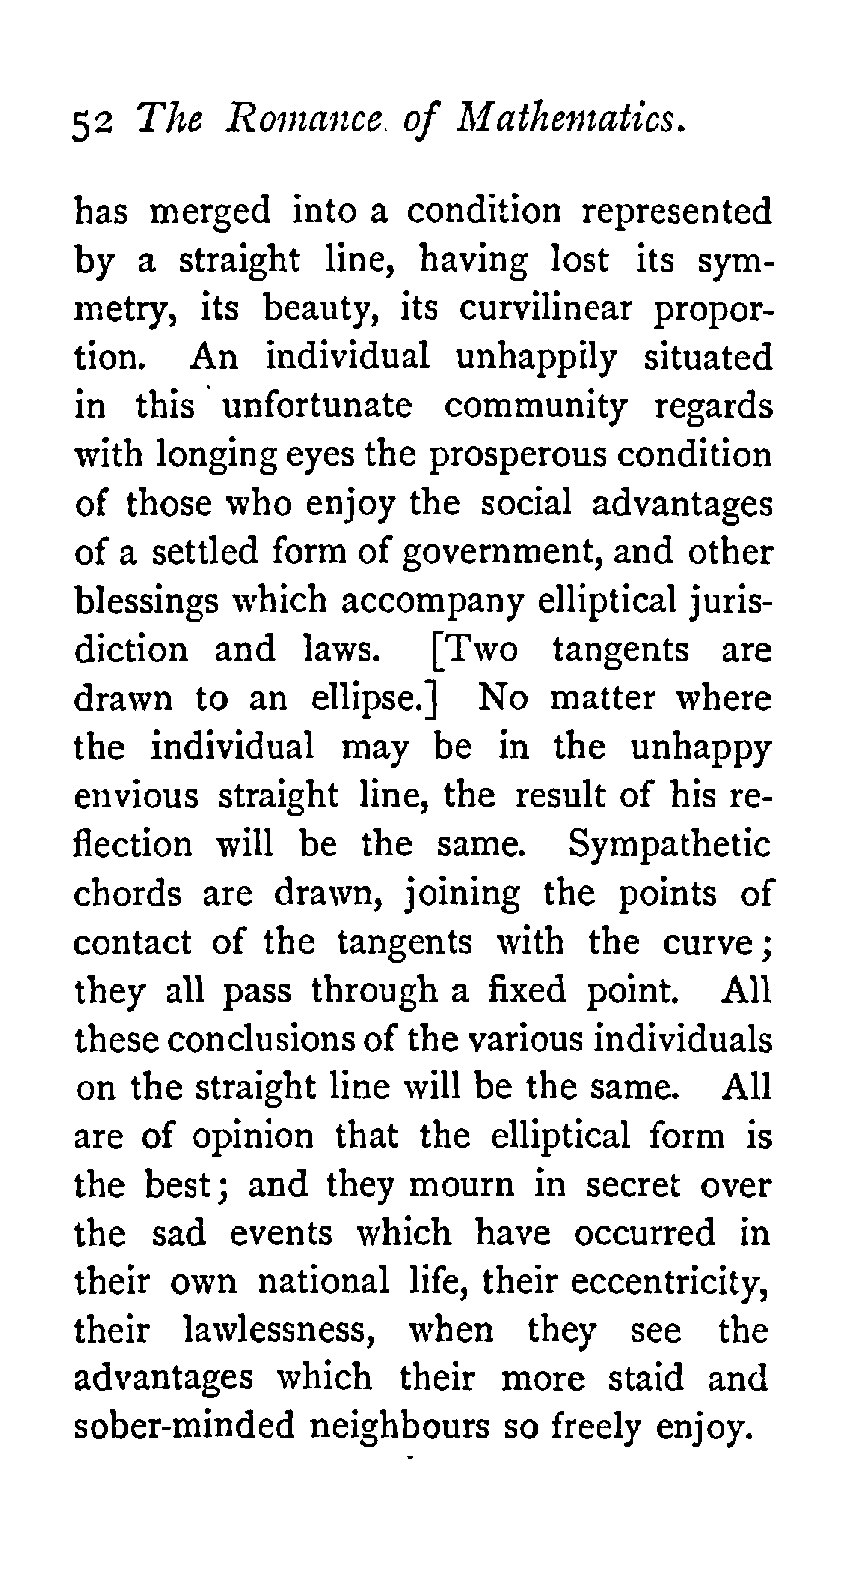 52 The Romance of Mathematics.
has merged into a condition represented
by a straight line, having lost its sym-
metry, its beauty, its curvilinear propor-
tion. An individual unhappily situated
in this unfortunate community regards
with longing eyes the prosperous condition
of those who enjoy the social advantages
of a settled form of government, and other
blessings which accompany elliptical juris-
diction and laws. [Two tangents are
drawn to an ellipse.] No matter where
the individual may be in the unhappy
envious straight line, the result of his re-
flection will be the same. Sympathetic
chords are drawn, joining the points of
contact of the tangents with the curve;
they all pass through a fixed point. All
these conclusions of the various individuals
on the straight line will be the same. All
are of opinion that the elliptical form is
the best; and they mourn in secret over
the sad events which have occurred in
their own national life, their eccentricity,
their lawlessness, when they see the
advantages which their more staid and
sober-minded neighbours so freely enjoy.